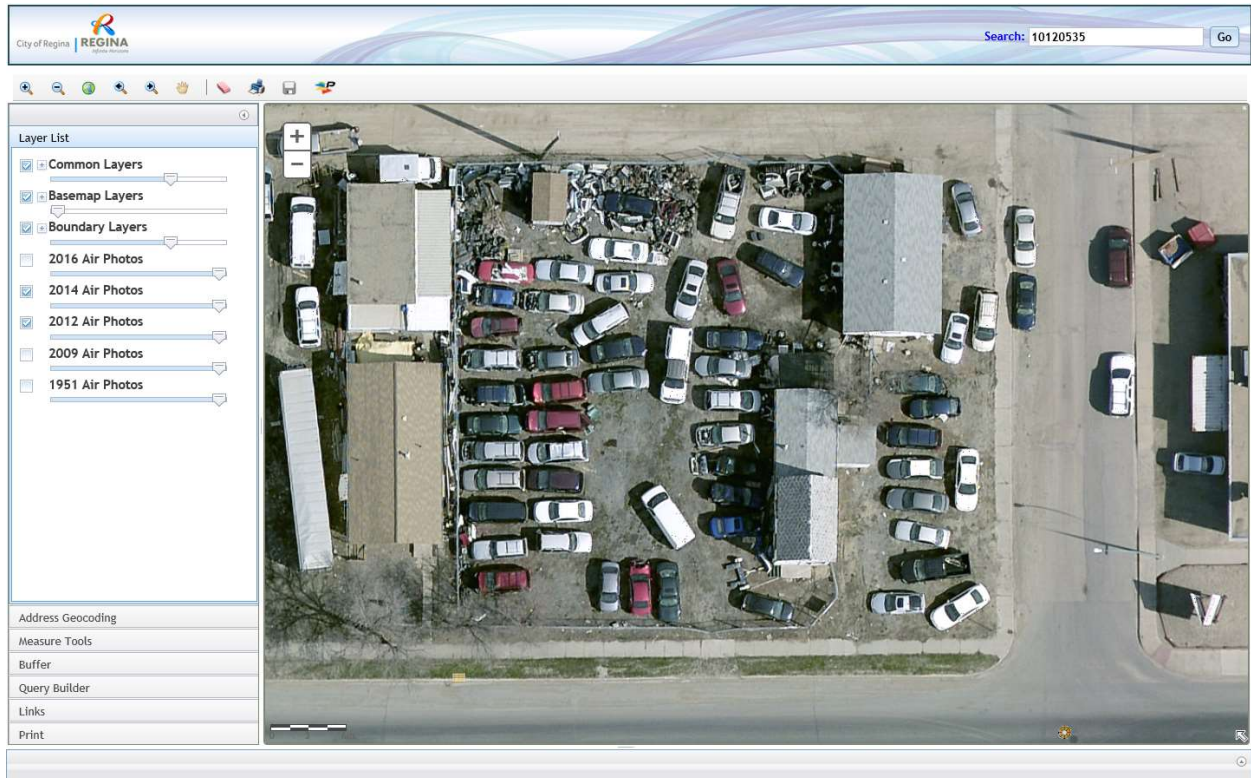 City of Regina
REGINA
Infinite Horizons
Search: 10120535 Go
Layer List
Common Layers
Basemap Layers
Boundary Layers
2016 Air Photos
2014 Air Photos
2012 Air Photos
2009 Air Photos
1951 Air Photos
Address Geocoding
Measure Tools
Buffer
Query Builder
Links
Print